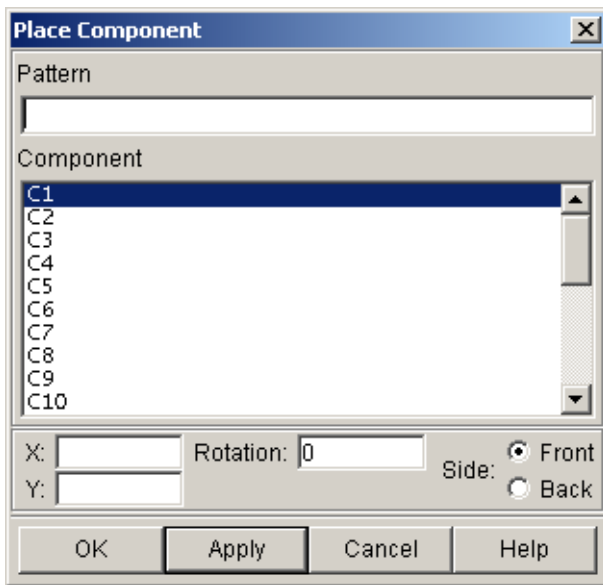 Place Component
Pattern
Component
C1
C2
C3
C4
C5
C6
C7
C8
C9
C10
X: Rotation: 0 Side: Front
Y: Back
OK Apply Cancel Help